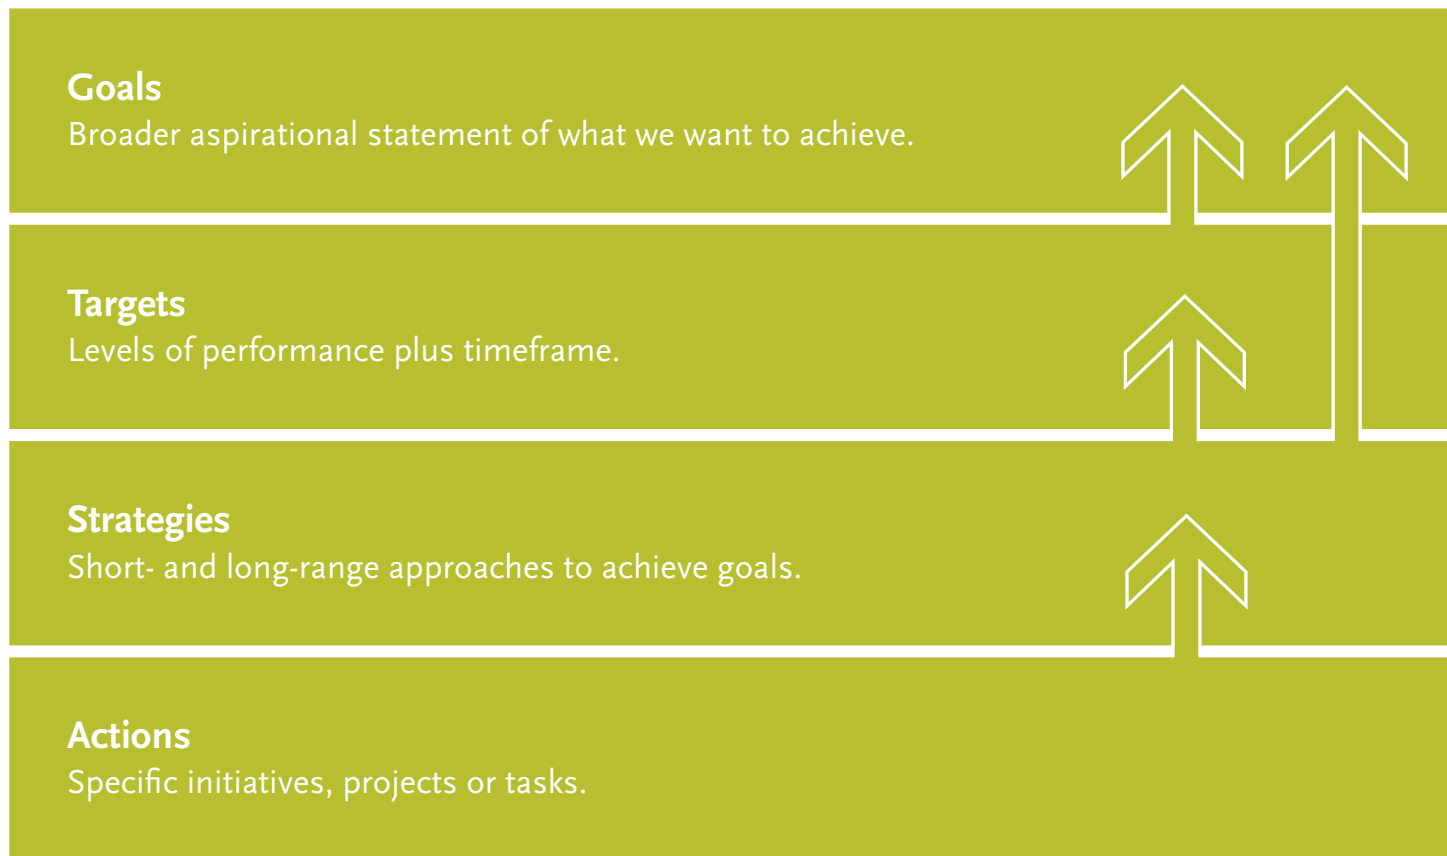 Goals
Broader aspirational statement of what we want to achieve.
Targets
Levels of performance plus timeframe.
Strategies
Short- and long-range approaches to achieve goals.
Actions
Specific initiatives, projects or tasks.